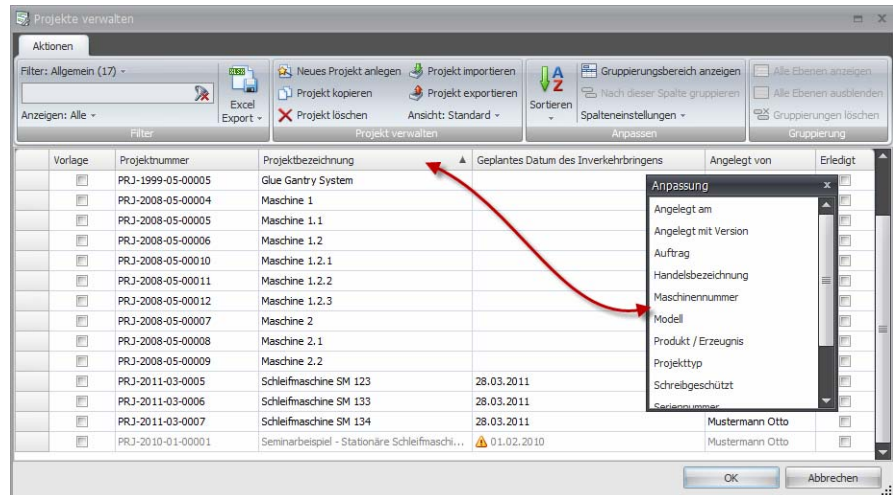 Projekte verwalten
Aktionen
Filter: Allgemein (17)
Anzeigen: Alle
Filter
Excel Export
Neues Projekt anlegen
Projekt kopieren
Projekt löschen
Projekt importieren
Projekt exportieren
Ansicht: Standard
Projekt verwalten
Sortieren
Gruppierungsbereich anzeigen
Nach dieser Spalte gruppieren
Spalteneinstellungen
Anpassen
Alle Ebenen anzeigen
Alle Ebenen ausblenden
Gruppierungen löschen
Gruppierung
Vorlage Projektnummer Projektbezeichnung Geplantes Datum des Inverkehrbringens Angelegt von Erledigt
PRJ-1999-05-00005 Glue Gantry System
PRJ-2008-05-00004 Maschine 1
PRJ-2008-05-00005 Maschine 1.1
PRJ-2008-05-00006 Maschine 1.2
PRJ-2008-05-00010 Maschine 1.2.1
PRJ-2008-05-00011 Maschine 1.2.2
PRJ-2008-05-00012 Maschine 1.2.3
PRJ-2008-05-00007 Maschine 2
PRJ-2008-05-00008 Maschine 2.1
PRJ-2008-05-00009 Maschine 2.2
PRJ-2011-03-0005 Schleifmaschine SM 123 28.03.2011
PRJ-2011-03-0006 Schleifmaschine SM 133 28.03.2011
PRJ-2011-03-0007 Schleifmaschine SM 134 28.03.2011 Mustermann Otto
PRJ-2010-01-00001 Seminarbeispiel - Stationäre Schleifmaschi... 01.02.2010 Mustermann Otto
Anpassung
Angelegt am
Angelegt mit Version
Auftrag
Handelsbezeichnung
Maschinennummer
Modell
Produkt / Erzeugnis
Projekttyp
Schreibgeschützt
Seriennummer
OK
Abbrechen